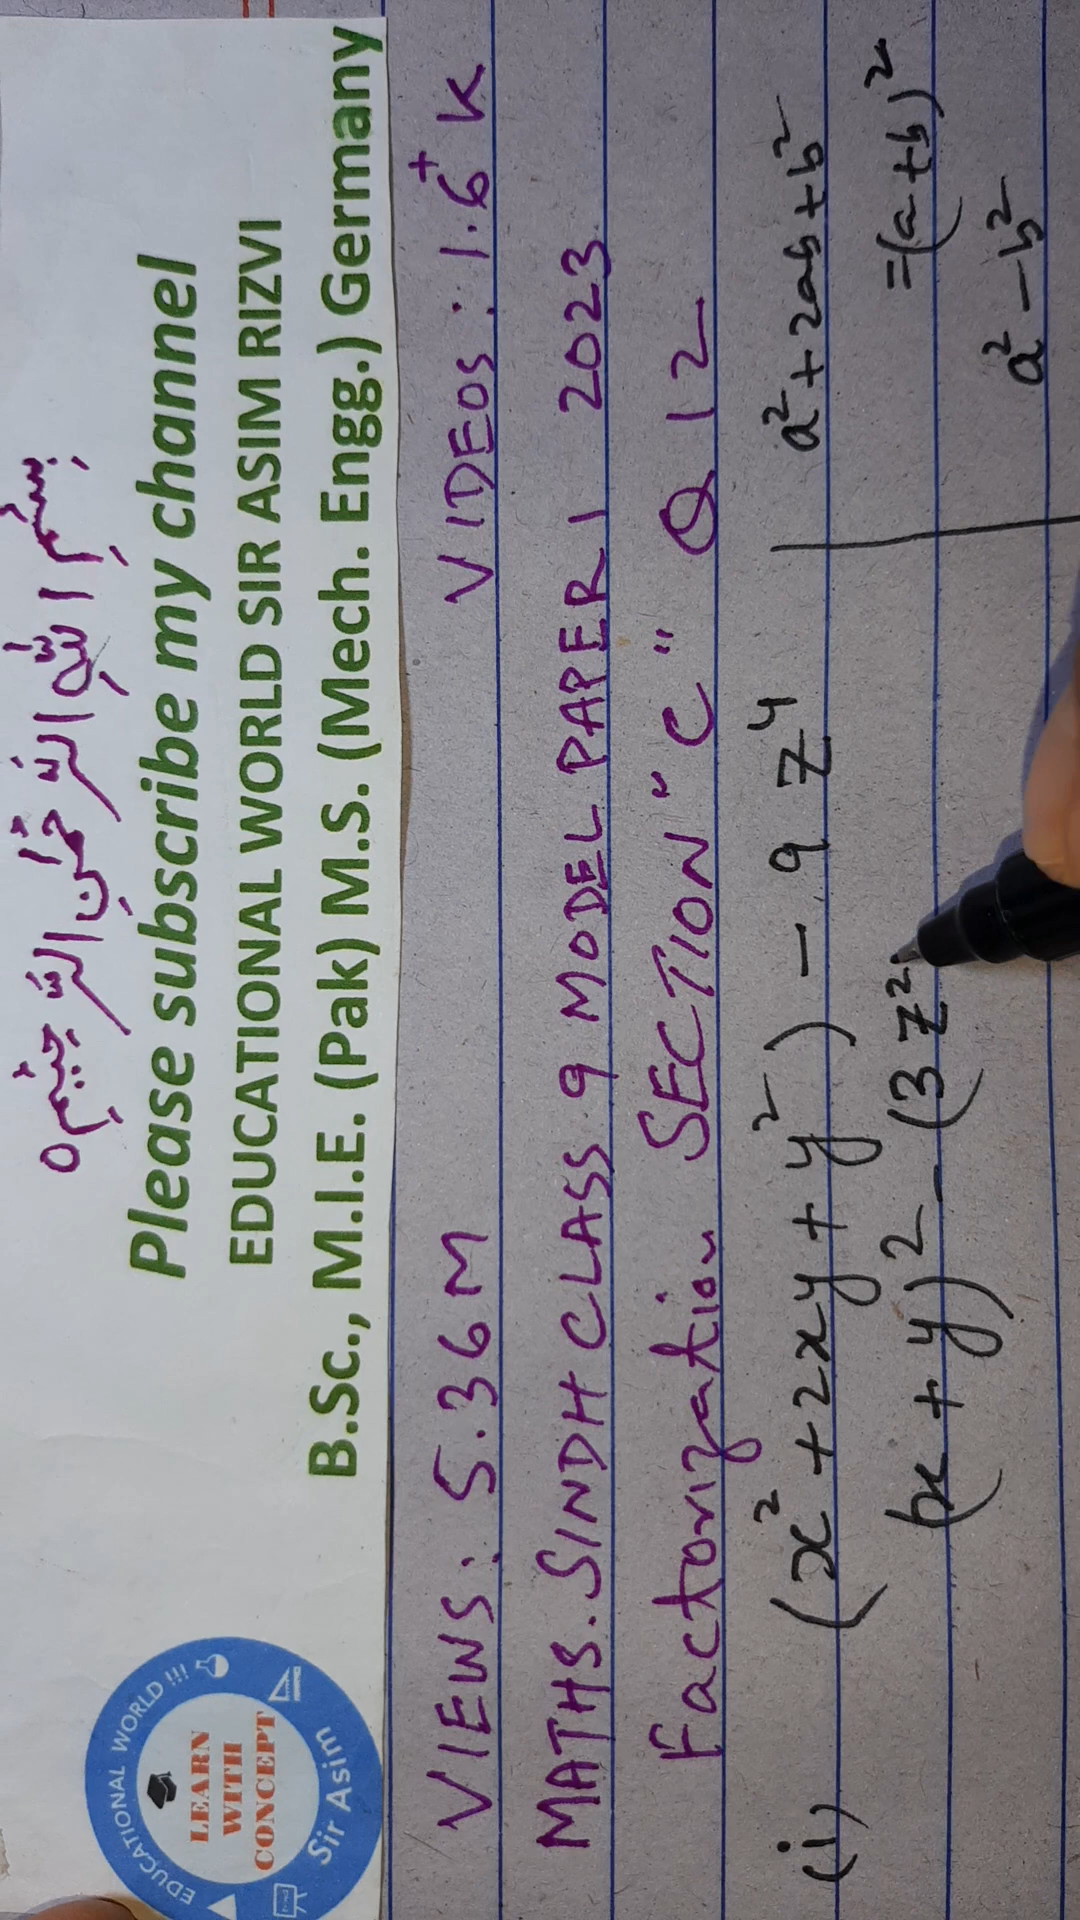 بِسْمِ اللّٰهِ الرَّحْمٰنِ الرَّحِيْمِ ٥
Please subscribe my channel
EDUCATIONAL WORLD SIR ASIM RIZVI
B.Sc., M.I.E. (Pak) M.S. (Mech. Engg.) Germany
EDUCATIONAL WORLD !!!
LEARN
WITH
CONCEPT
Sir Asim
VIEWS: 5.36M VIDEOS: 1.6⁺K
MATHS. SINDH CLASS 9 MODEL PAPER 1 2023
Factorization SECTION "C" Q 12
(i) (x² + 2xy + y²) - 9z⁴ a² + 2ab + b²
(x + y)² - (3z² =(a+b)²
a² - b²